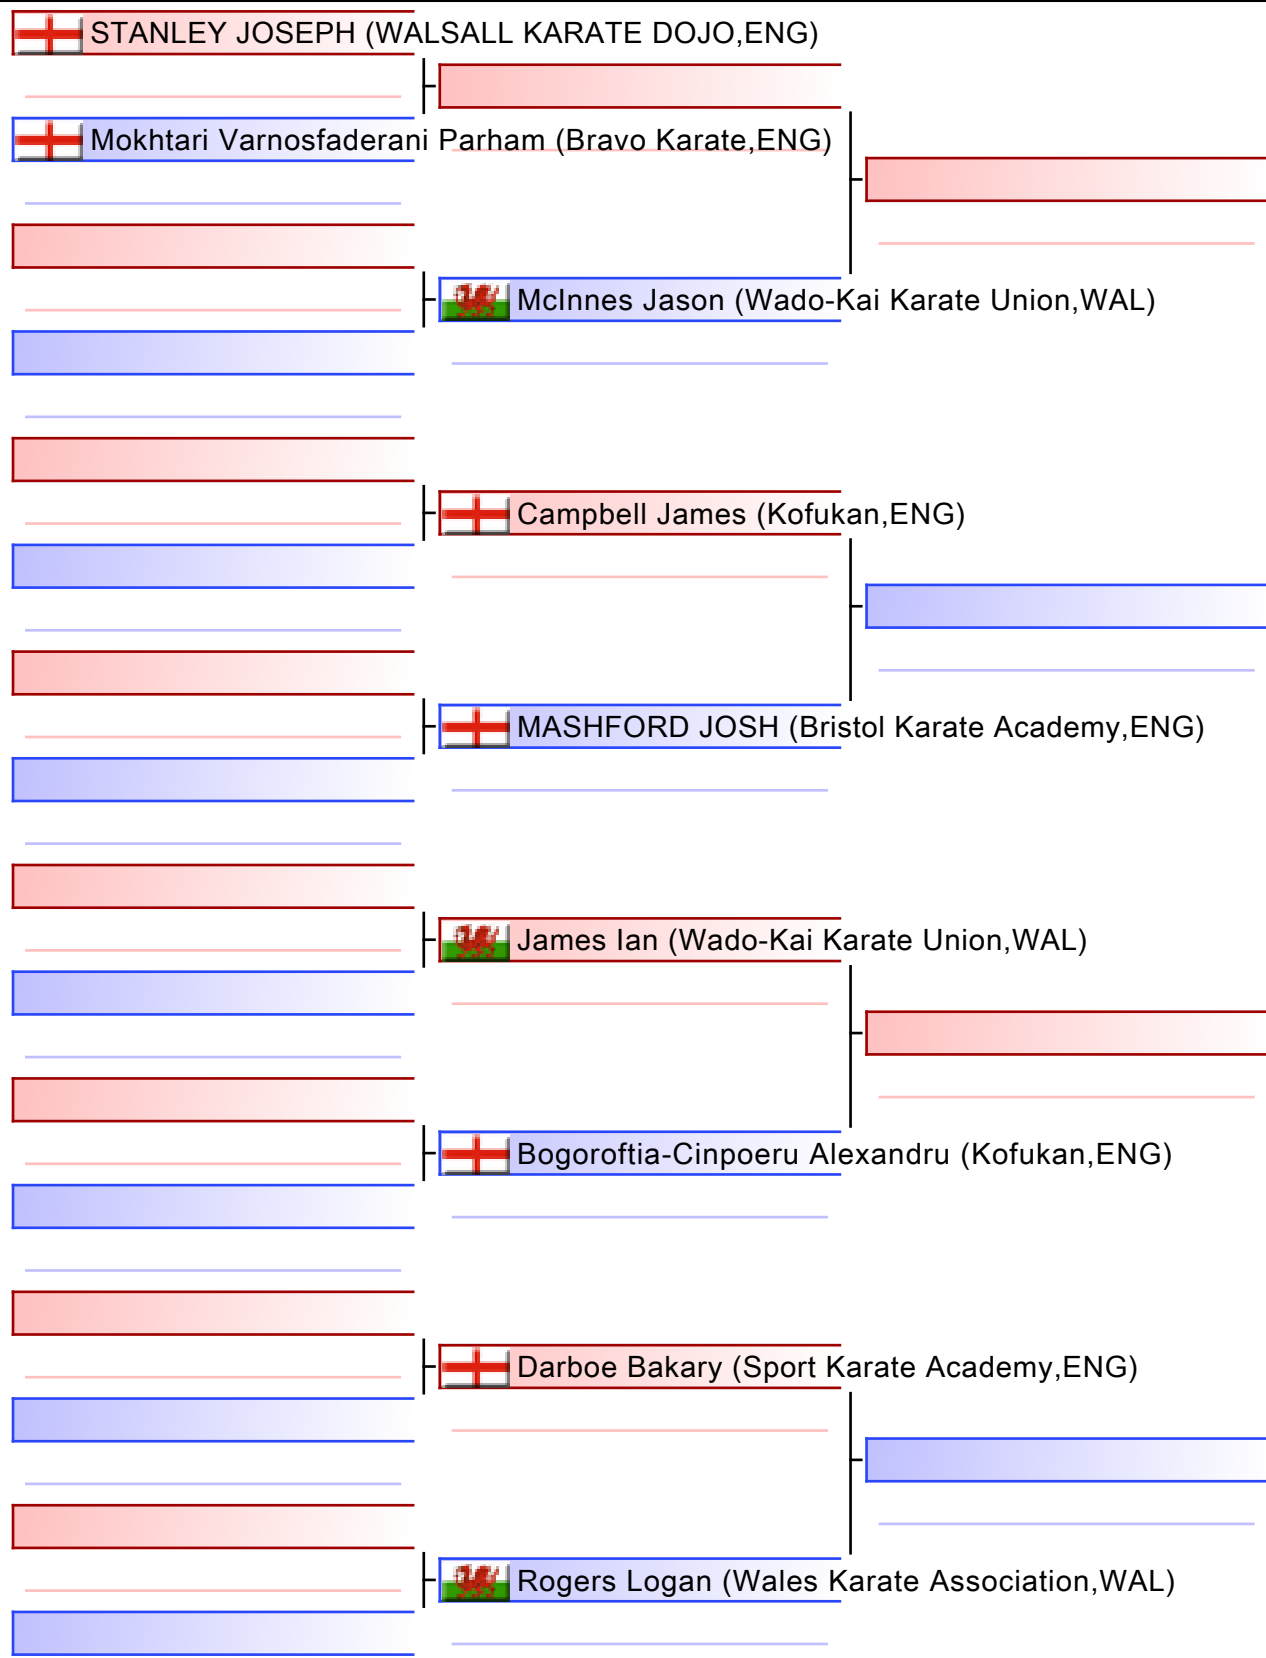 STANLEY JOSEPH (WALSALL KARATE DOJO,ENG)
Mokhtari Varnosfaderani Parham (Bravo Karate,ENG)
McInnes Jason (Wado-Kai Karate Union,WAL)
Campbell James (Kofukan,ENG)
MASHFORD JOSH (Bristol Karate Academy,ENG)
James Ian (Wado-Kai Karate Union,WAL)
Bogoroftia-Cinpoeru Alexandru (Kofukan,ENG)
Darboe Bakary (Sport Karate Academy,ENG)
Rogers Logan (Wales Karate Association,WAL)